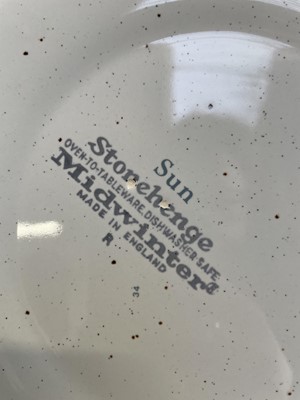 Sun
Stonehenge
OVEN-TO-TABLEWARE. DISHWASHER SAFE
Midwinter
MADE IN ENGLAND
R
34